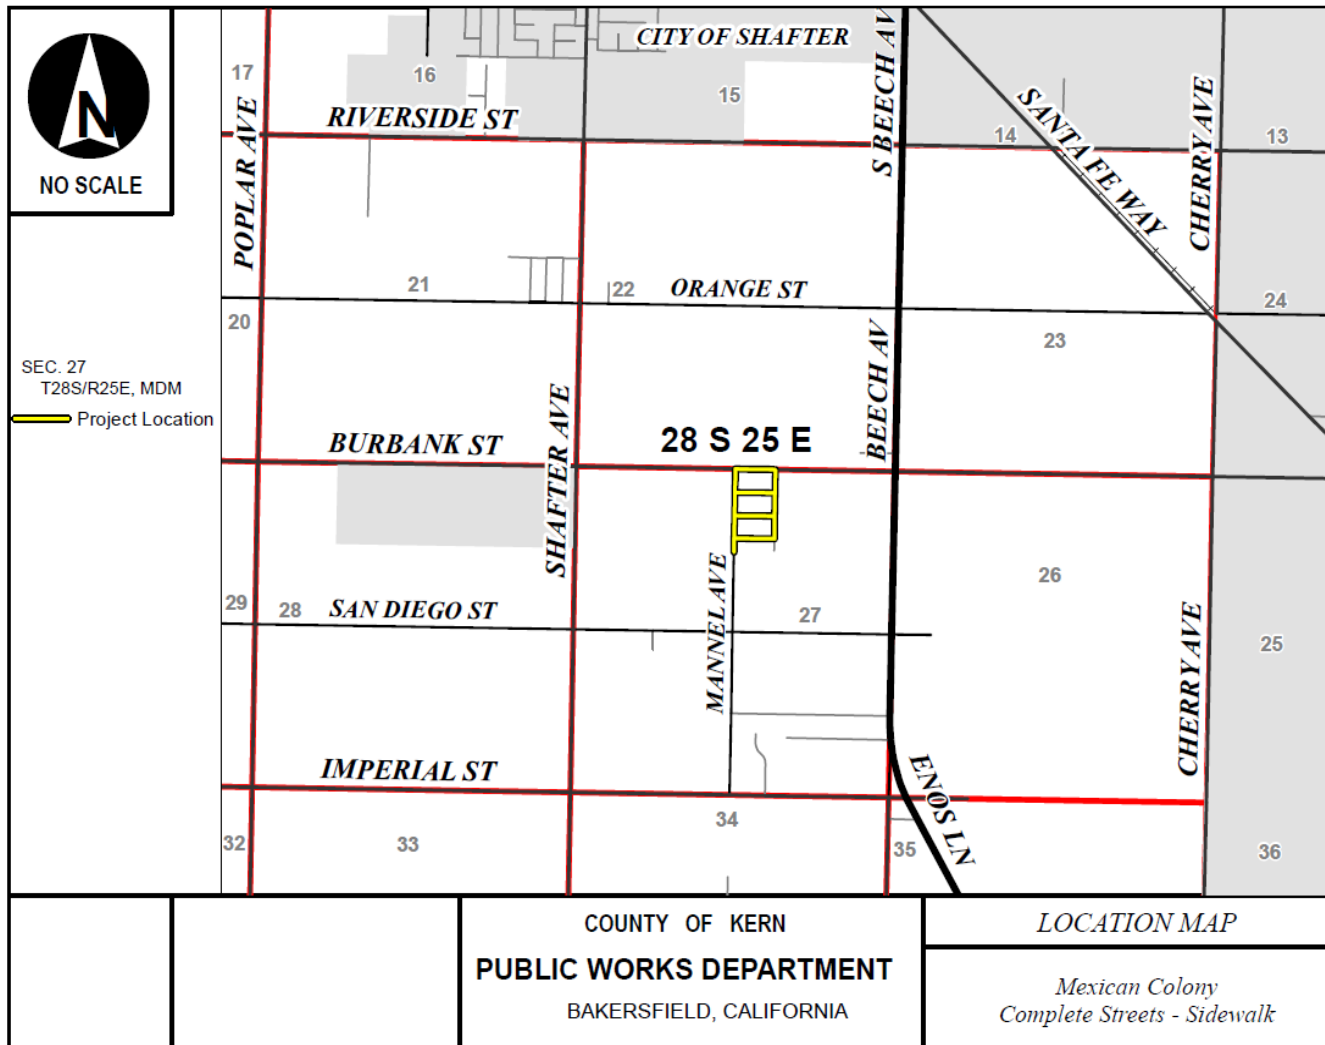 N
NO SCALE
CITY OF SHAFTER
S BEECH AV
17
16
15
14
13
POPLAR AVE
RIVERSIDE ST
SANTA FE WAY
CHERRY AVE
21
22
ORANGE ST
24
20
23
BEECH AV
SEC. 27
T28S/R25E, MDM
Project Location
SHAFTER AVE
BURBANK ST
28 S 25 E
MANNEL AVE
26
29
28
SAN DIEGO ST
27
25
CHERRY AVE
IMPERIAL ST
ENOS LN
32
33
34
35
36
COUNTY OF KERN
PUBLIC WORKS DEPARTMENT
BAKERSFIELD, CALIFORNIA
LOCATION MAP
Mexican Colony
Complete Streets - Sidewalk